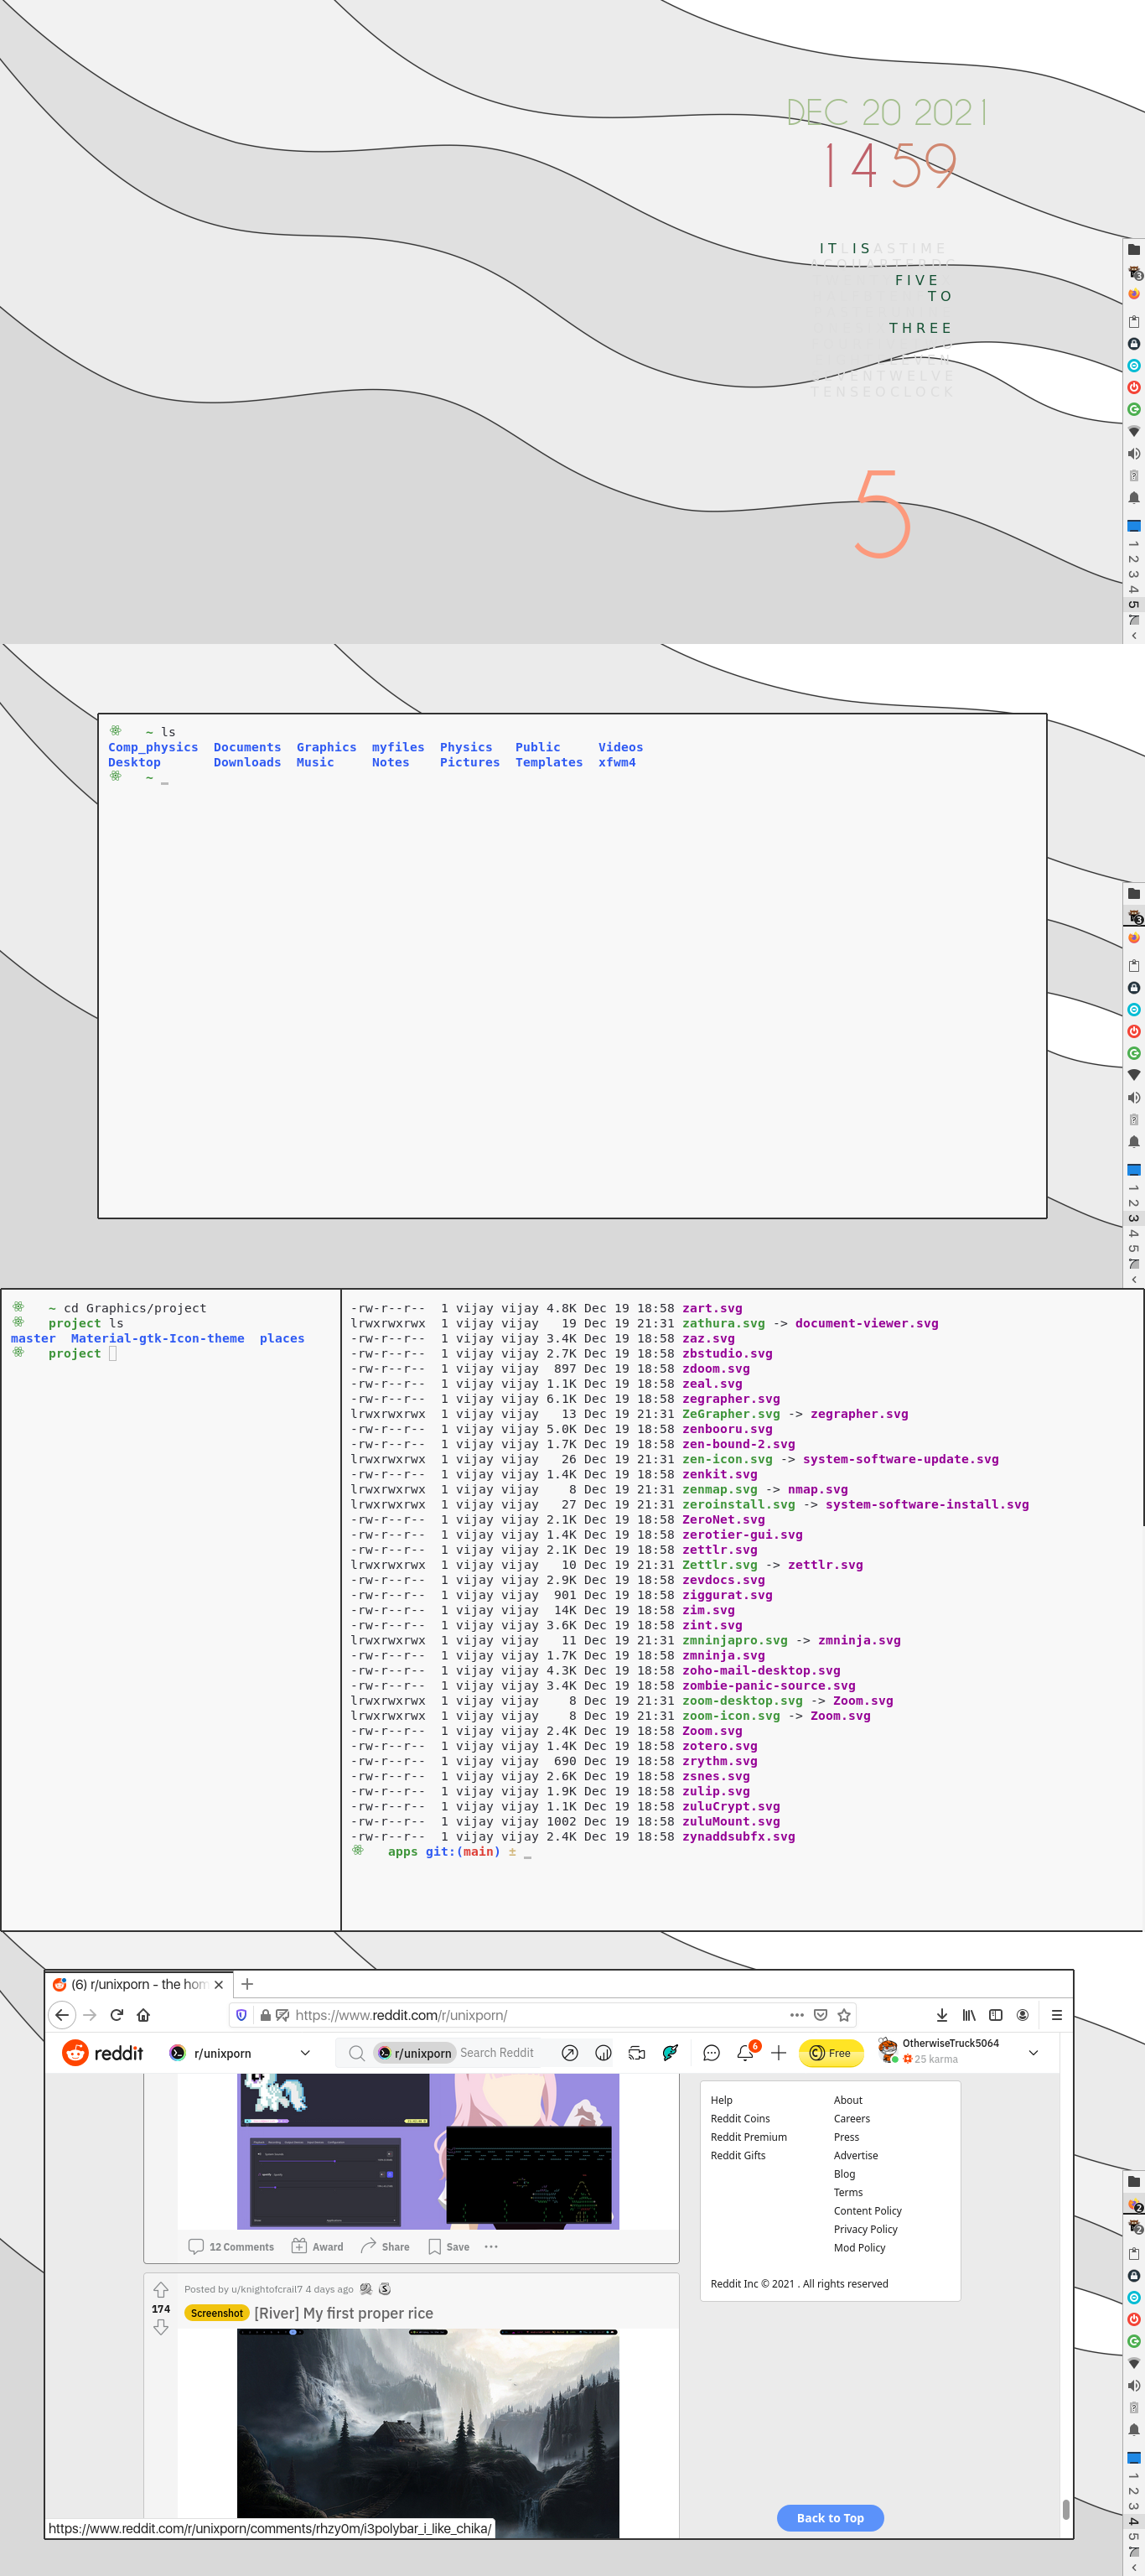 DEC 20 2021
14 59
ITLISASTIME
ACQUARTERDC
FIVE
TO
THREE
ELEVEN
SEVENTWELVE
TENSEOCLOCK
5
3
1
2
3
4
5
~ ls
Comp_physics Documents Graphics myfiles Physics Public Videos
Desktop Downloads Music Notes Pictures Templates xfwm4
~ _
3
1
2
3
4
5
~ cd Graphics/project
project ls
master Material-gtk-Icon-theme places
project
-rw-r--r-- 1 vijay vijay 4.8K Dec 19 18:58 zart.svg
lrwxrwxrwx 1 vijay vijay 19 Dec 19 21:31 zathura.svg -> document-viewer.svg
-rw-r--r-- 1 vijay vijay 3.4K Dec 19 18:58 zaz.svg
-rw-r--r-- 1 vijay vijay 2.7K Dec 19 18:58 zbstudio.svg
-rw-r--r-- 1 vijay vijay 897 Dec 19 18:58 zdoom.svg
-rw-r--r-- 1 vijay vijay 1.1K Dec 19 18:58 zeal.svg
-rw-r--r-- 1 vijay vijay 6.1K Dec 19 18:58 zegrapher.svg
lrwxrwxrwx 1 vijay vijay 13 Dec 19 21:31 ZeGrapher.svg -> zegrapher.svg
-rw-r--r-- 1 vijay vijay 5.0K Dec 19 18:58 zenbooru.svg
-rw-r--r-- 1 vijay vijay 1.7K Dec 19 18:58 zen-bound-2.svg
lrwxrwxrwx 1 vijay vijay 26 Dec 19 21:31 zen-icon.svg -> system-software-update.svg
-rw-r--r-- 1 vijay vijay 1.4K Dec 19 18:58 zenkit.svg
lrwxrwxrwx 1 vijay vijay 8 Dec 19 21:31 zenmap.svg -> nmap.svg
lrwxrwxrwx 1 vijay vijay 27 Dec 19 21:31 zeroinstall.svg -> system-software-install.svg
-rw-r--r-- 1 vijay vijay 2.1K Dec 19 18:58 ZeroNet.svg
-rw-r--r-- 1 vijay vijay 1.4K Dec 19 18:58 zerotier-gui.svg
-rw-r--r-- 1 vijay vijay 2.1K Dec 19 18:58 zettlr.svg
lrwxrwxrwx 1 vijay vijay 10 Dec 19 21:31 Zettlr.svg -> zettlr.svg
-rw-r--r-- 1 vijay vijay 2.9K Dec 19 18:58 zevdocs.svg
-rw-r--r-- 1 vijay vijay 901 Dec 19 18:58 ziggurat.svg
-rw-r--r-- 1 vijay vijay 14K Dec 19 18:58 zim.svg
-rw-r--r-- 1 vijay vijay 3.6K Dec 19 18:58 zint.svg
lrwxrwxrwx 1 vijay vijay 11 Dec 19 21:31 zmninjapro.svg -> zmninja.svg
-rw-r--r-- 1 vijay vijay 1.7K Dec 19 18:58 zmninja.svg
-rw-r--r-- 1 vijay vijay 4.3K Dec 19 18:58 zoho-mail-desktop.svg
-rw-r--r-- 1 vijay vijay 3.4K Dec 19 18:58 zombie-panic-source.svg
lrwxrwxrwx 1 vijay vijay 8 Dec 19 21:31 zoom-desktop.svg -> Zoom.svg
lrwxrwxrwx 1 vijay vijay 8 Dec 19 21:31 zoom-icon.svg -> Zoom.svg
-rw-r--r-- 1 vijay vijay 2.4K Dec 19 18:58 Zoom.svg
-rw-r--r-- 1 vijay vijay 1.4K Dec 19 18:58 zotero.svg
-rw-r--r-- 1 vijay vijay 690 Dec 19 18:58 zrythm.svg
-rw-r--r-- 1 vijay vijay 2.6K Dec 19 18:58 zsnes.svg
-rw-r--r-- 1 vijay vijay 1.9K Dec 19 18:58 zulip.svg
-rw-r--r-- 1 vijay vijay 1.1K Dec 19 18:58 zuluCrypt.svg
-rw-r--r-- 1 vijay vijay 1002 Dec 19 18:58 zuluMount.svg
-rw-r--r-- 1 vijay vijay 2.4K Dec 19 18:58 zynaddsubfx.svg
apps git:(main) ± _
(6) r/unixporn - the hom
https://www.reddit.com/r/unixporn/
reddit r/unixporn r/unixporn Search Reddit 6 Free OtherwiseTruck5064
25 karma
Help About
Reddit Coins Careers
Reddit Premium Press
Reddit Gifts Advertise
Blog
Terms
Content Policy
Privacy Policy
Mod Policy
Reddit Inc © 2021 . All rights reserved
12 Comments Award Share Save
Posted by u/knightofcrail7 4 days ago
174
Screenshot [River] My first proper rice
Back to Top
https://www.reddit.com/r/unixporn/comments/rhzy0m/i3polybar_i_like_chika/
2
2
1
2
3
4
5